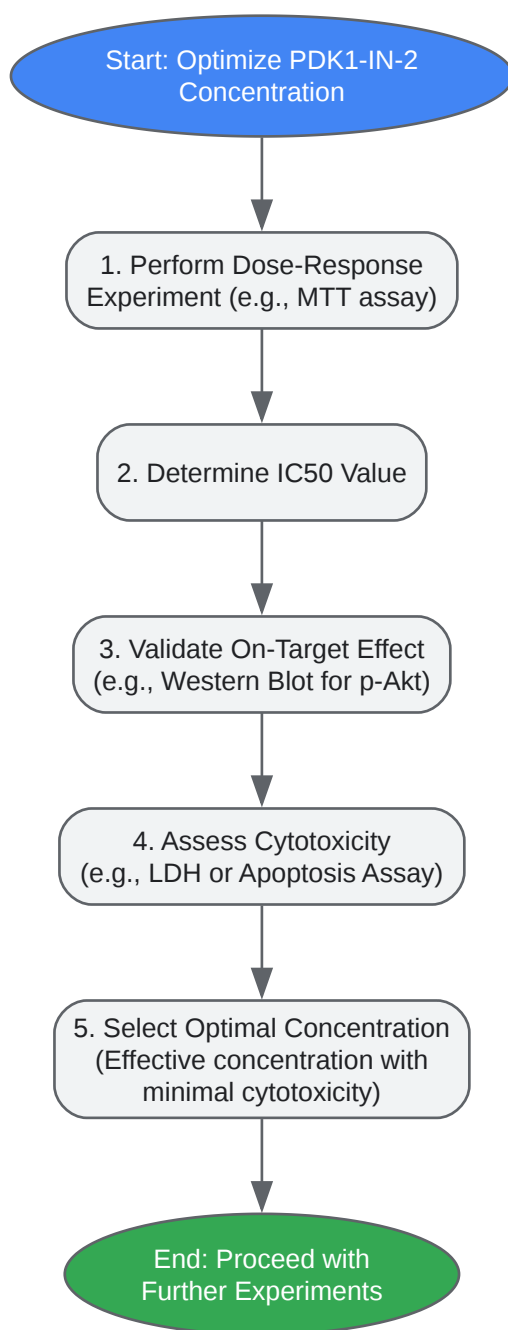 Start: Optimize PDK1-IN-2
Concentration
1. Perform Dose-Response
Experiment (e.g., MTT assay)
2. Determine IC50 Value
3. Validate On-Target Effect
(e.g., Western Blot for p-Akt)
4. Assess Cytotoxicity
(e.g., LDH or Apoptosis Assay)
5. Select Optimal Concentration
(Effective concentration with
minimal cytotoxicity)
End: Proceed with
Further Experiments